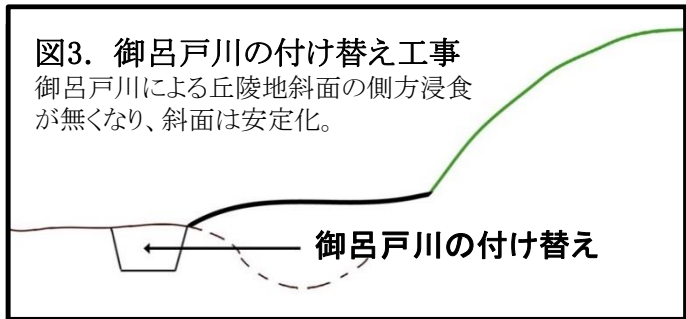 図3. 御呂戸川の付け替え工事
御呂戸川による丘陵地斜面の側方浸食
が無くなり、斜面は安定化。
御呂戸川の付け替え